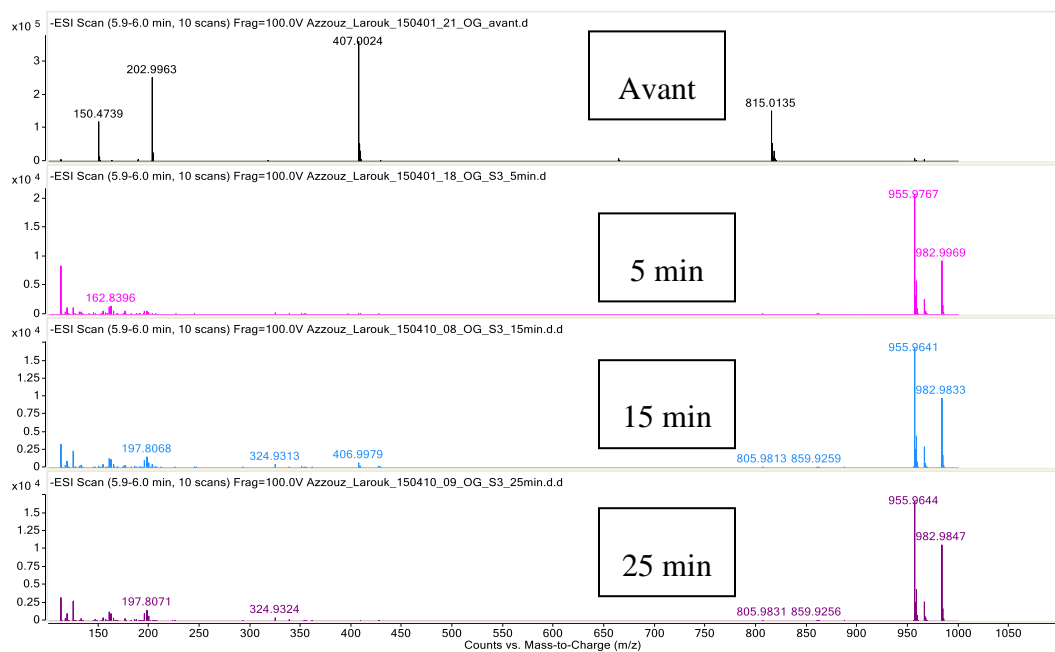 x10 5
-ESI Scan (5.9-6.0 min, 10 scans) Frag=100.0V Azzouz_Larouk_150401_21_OG_avant.d
407.0024
3
202.9963
Avant
2
150.4739
815.0135
1
0
x10 4
-ESI Scan (5.9-6.0 min, 10 scans) Frag=100.0V Azzouz_Larouk_150401_18_OG_S3_5min.d
2
955.9767
1.5
5 min
1
982.9969
0.5
162.8396
0
x10 4
-ESI Scan (5.9-6.0 min, 10 scans) Frag=100.0V Azzouz_Larouk_150410_08_OG_S3_15min.d.d
955.9641
1.5
1.25
15 min
1
982.9833
0.75
0.5
197.8068
324.9313
406.9979
805.9813 859.9259
0.25
0
x10 4
-ESI Scan (5.9-6.0 min, 10 scans) Frag=100.0V Azzouz_Larouk_150410_09_OG_S3_25min.d.d
955.9644
1.5
1.25
25 min
982.9847
1
0.75
0.5
197.8071
324.9324
805.9831 859.9256
0.25
0
150 200 250 300 350 400 450 500 550 600 650 700 750 800 850 900 950 1000 1050
Counts vs. Mass-to-Charge (m/z)